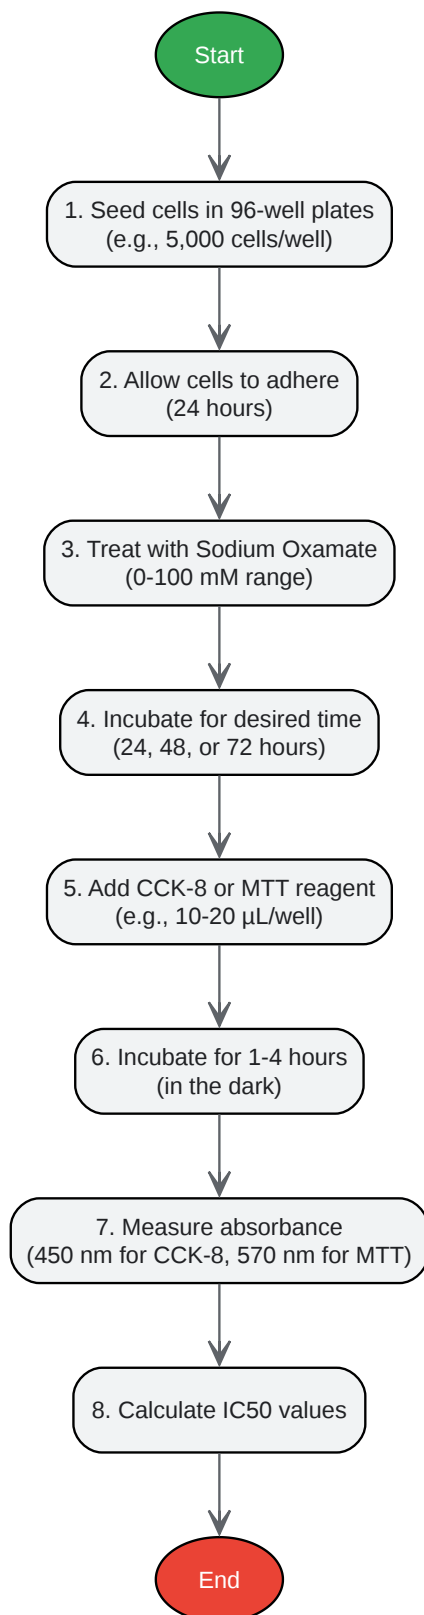 Start
1. Seed cells in 96-well plates
(e.g., 5,000 cells/well)
2. Allow cells to adhere
(24 hours)
3. Treat with Sodium Oxamate
(0-100 mM range)
4. Incubate for desired time
(24, 48, or 72 hours)
5. Add CCK-8 or MTT reagent
(e.g., 10-20 µL/well)
6. Incubate for 1-4 hours
(in the dark)
7. Measure absorbance
(450 nm for CCK-8, 570 nm for MTT)
8. Calculate IC50 values
End